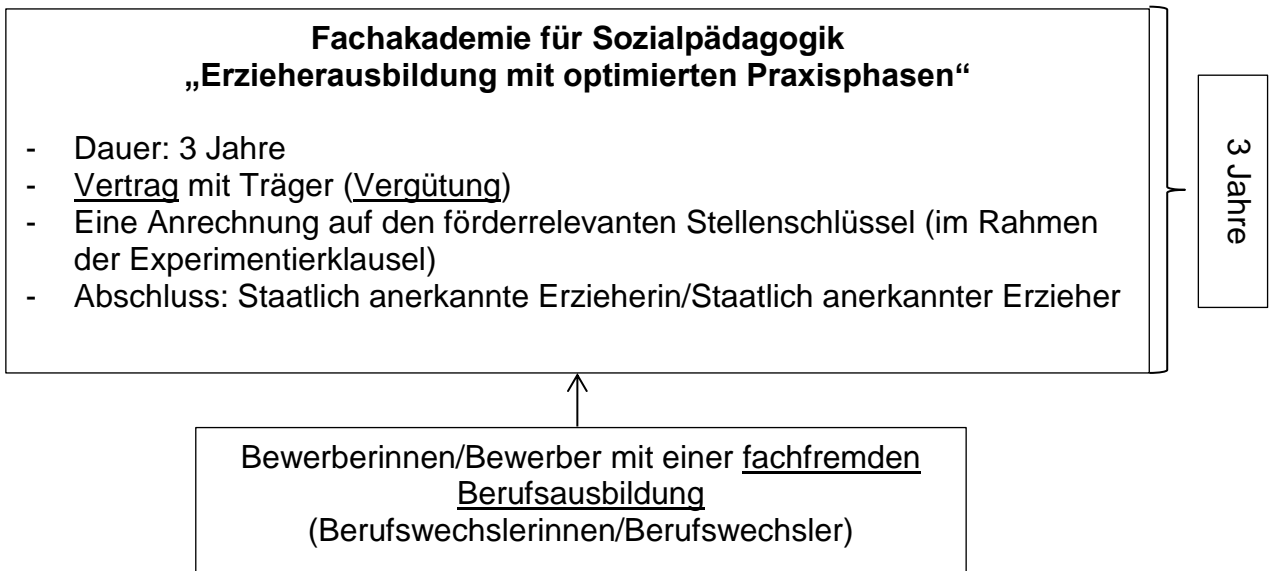 Fachakademie für Sozialpädagogik
„Erzieherausbildung mit optimierten Praxisphasen“
- Dauer: 3 Jahre
- Vertrag mit Träger (Vergütung)
- Eine Anrechnung auf den förderrelevanten Stellenschlüssel (im Rahmen
der Experimentierklausel)
- Abschluss: Staatlich anerkannte Erzieherin/Staatlich anerkannter Erzieher
3 Jahre
Bewerberinnen/Bewerber mit einer fachfremden
Berufsausbildung
(Berufswechslerinnen/Berufswechsler)